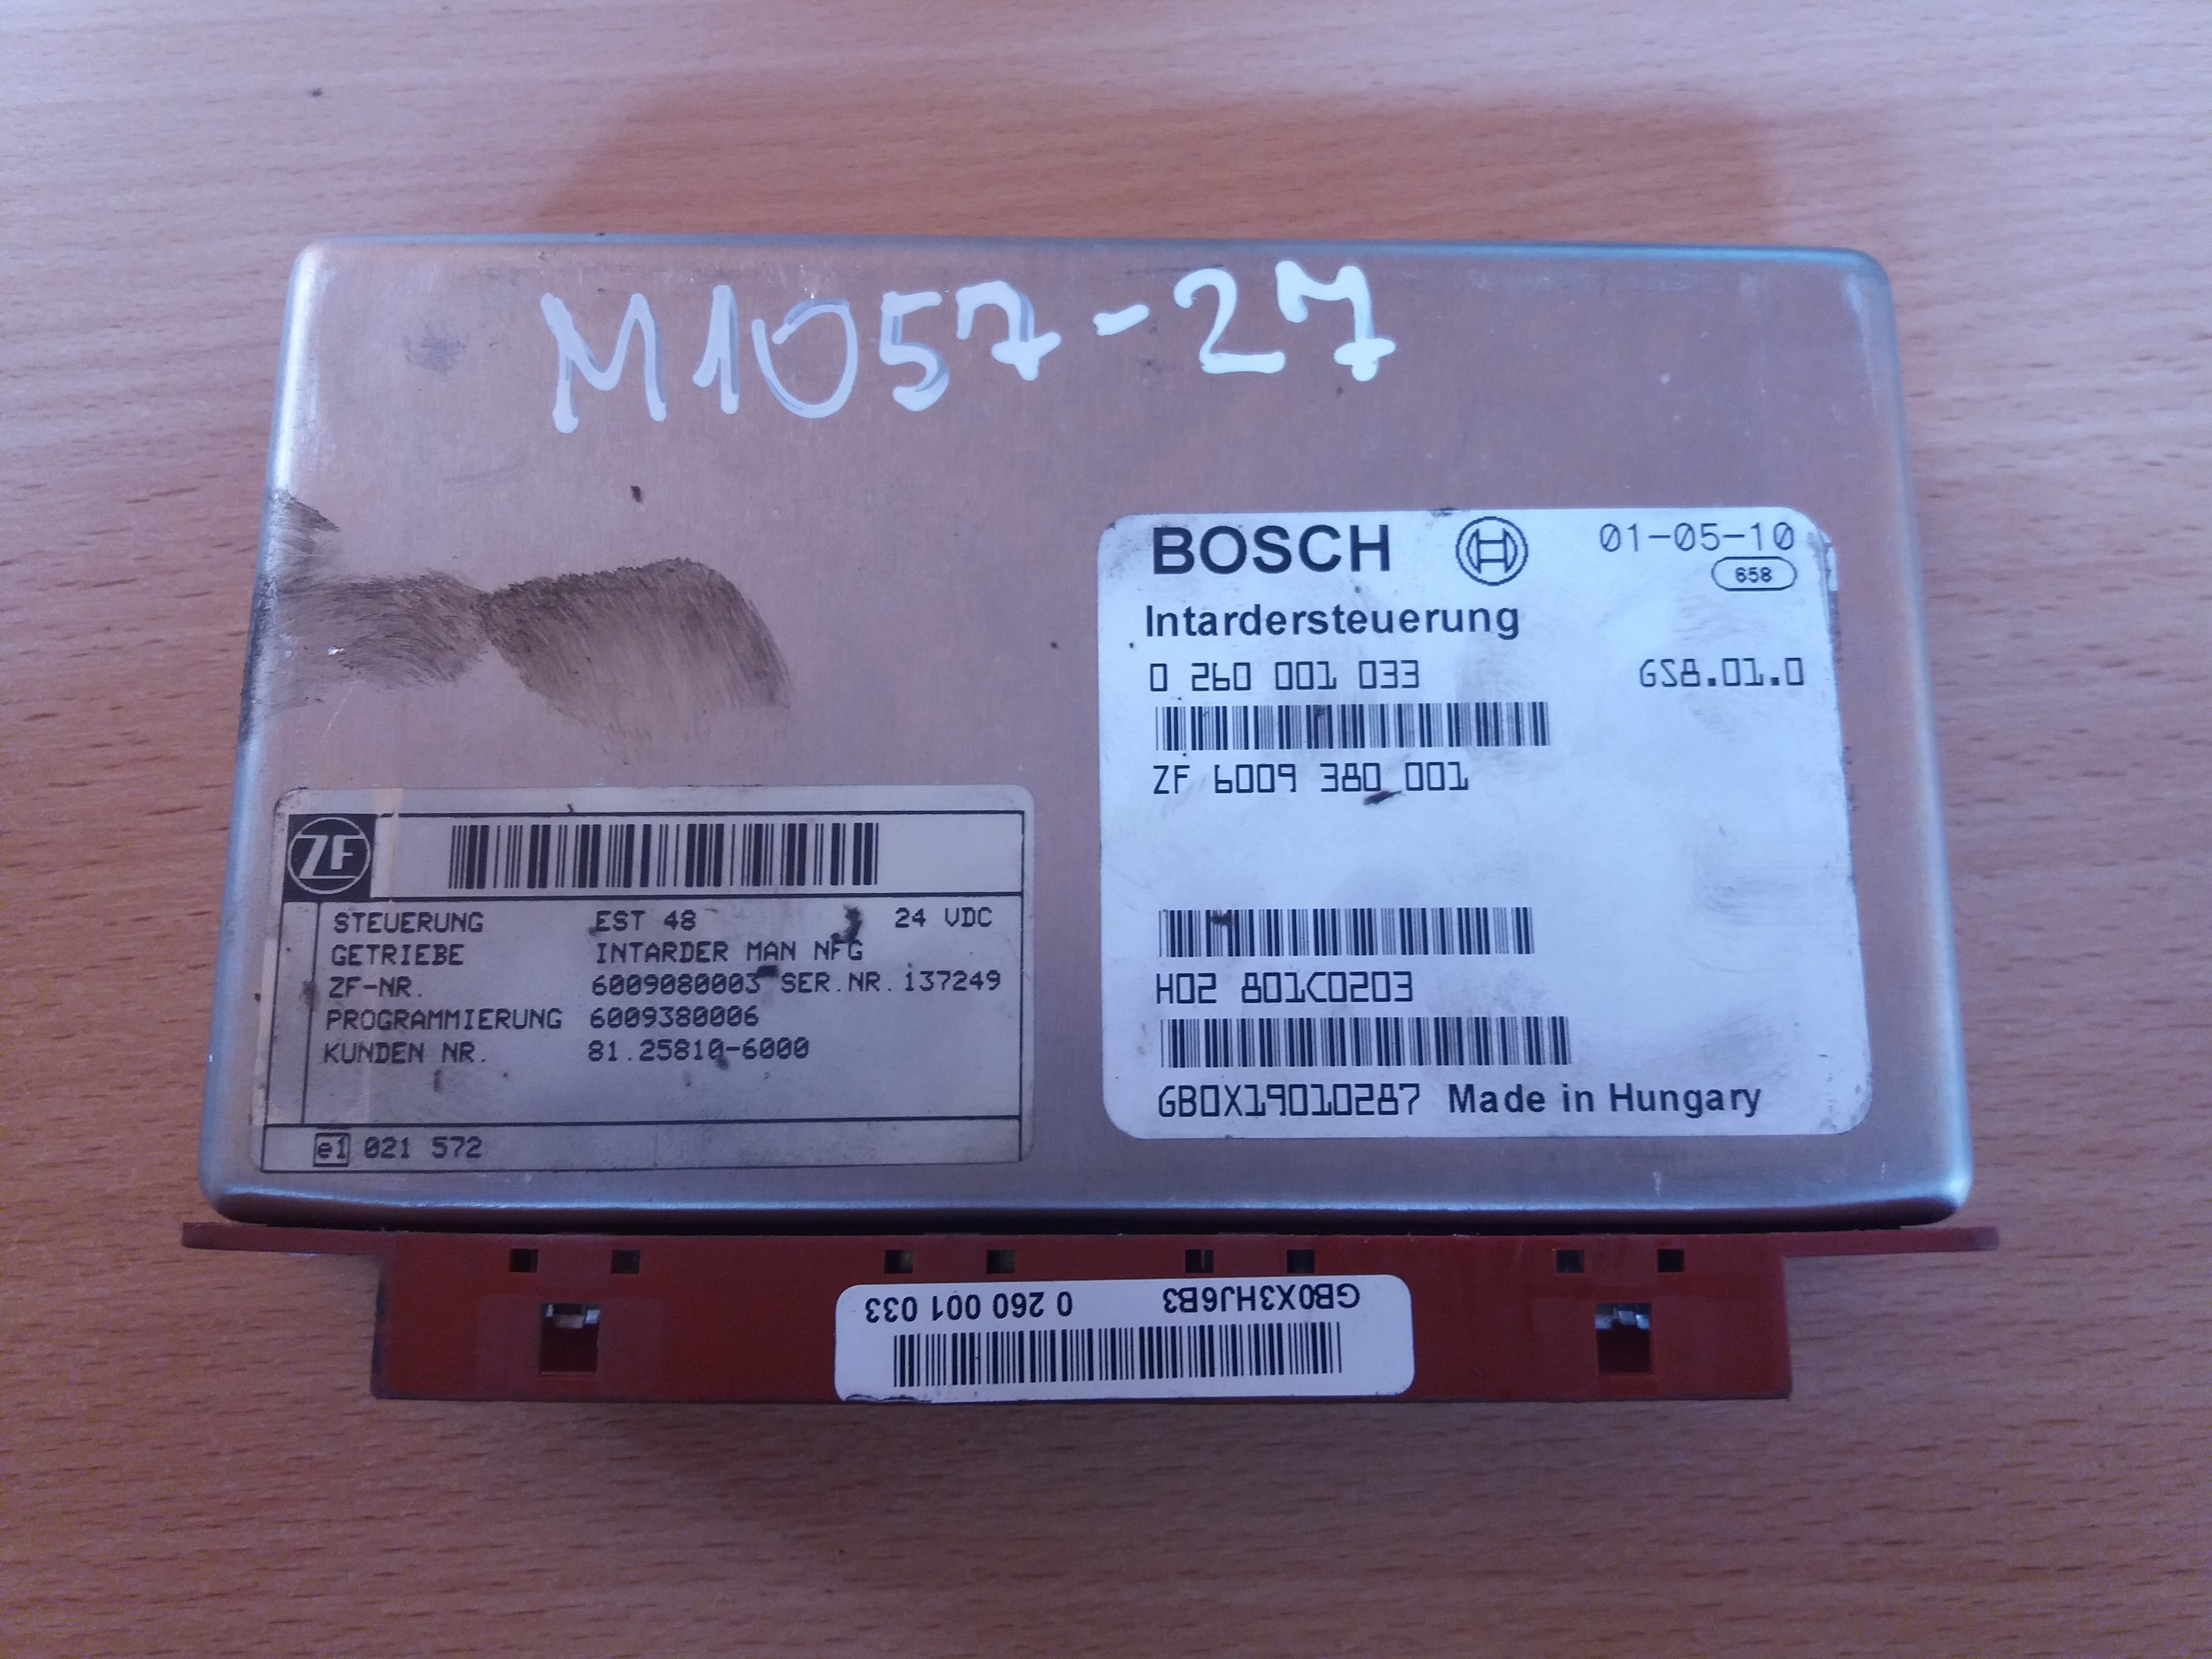 M1057-27
BOSCH 01-05-10
658
Intardersteuerung
0 260 001 033 GS8.01.0
ZF 6009 380 001
H02 801C0203
GB0X19010287 Made in Hungary
ZF
STEUERUNG EST 48 24 VDC
GETRIEBE INTARDER MAN NFG
ZF-NR. 6009080003 SER.NR. 137249
PROGRAMMIERUNG 6009380006
KUNDEN NR. 81.25810-6000
e1 021 572
0 260 001 033 GB0X3HJ6B3